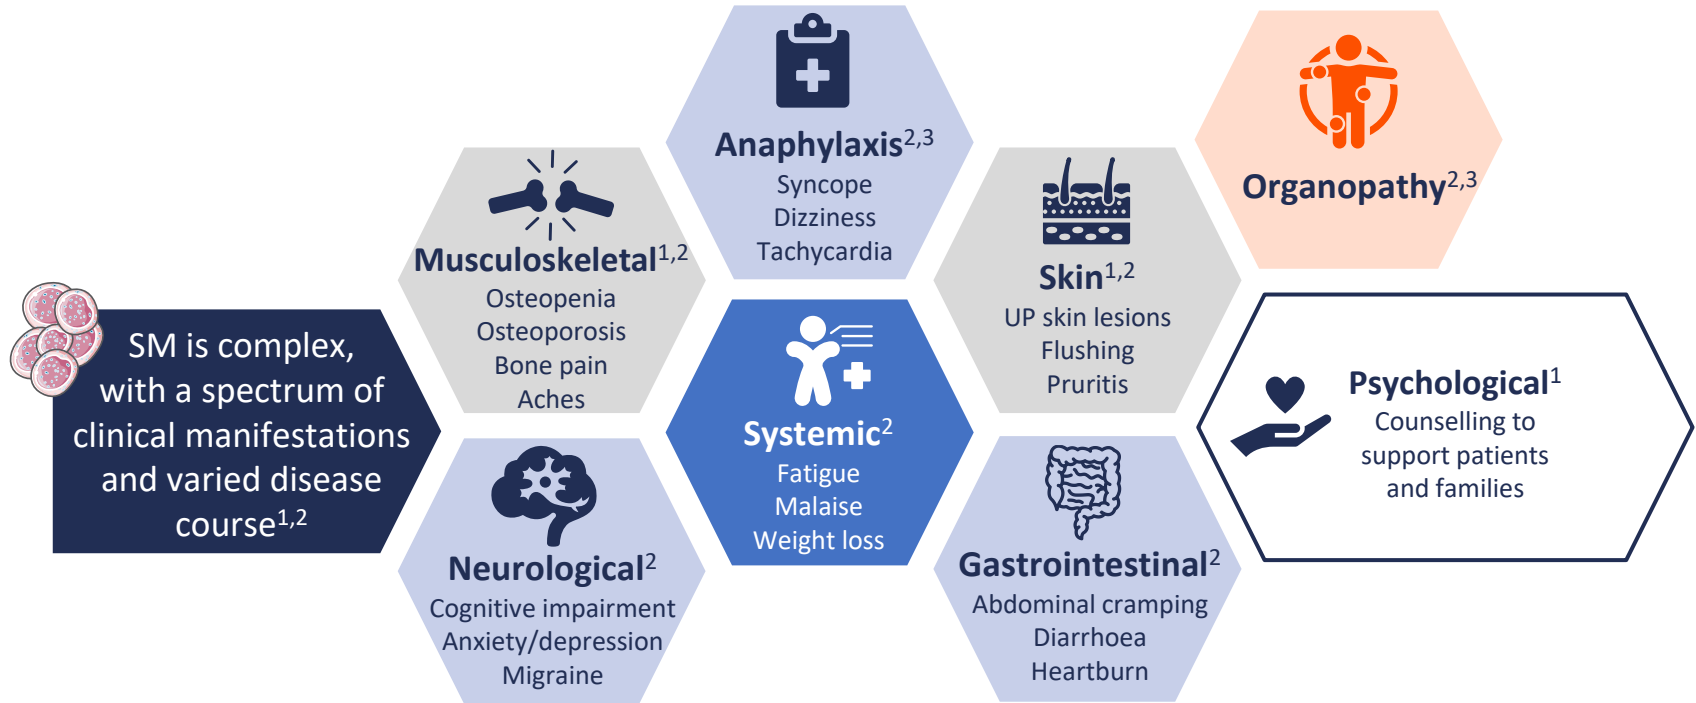 SM is complex,
with a spectrum of
clinical manifestations
and varied disease
course1,2
Musculoskeletal1,2
Osteopenia
Osteoporosis
Bone pain
Aches
Neurological2
Cognitive impairment
Anxiety/depression
Migraine
Anaphylaxis2,3
Syncope
Dizziness
Tachycardia
Systemic2
Fatigue
Malaise
Weight loss
Skin1,2
UP skin lesions
Flushing
Pruritis
Gastrointestinal2
Abdominal cramping
Diarrhoea
Heartburn
Organopathy2,3
Psychological1
Counselling to
support patients
and families